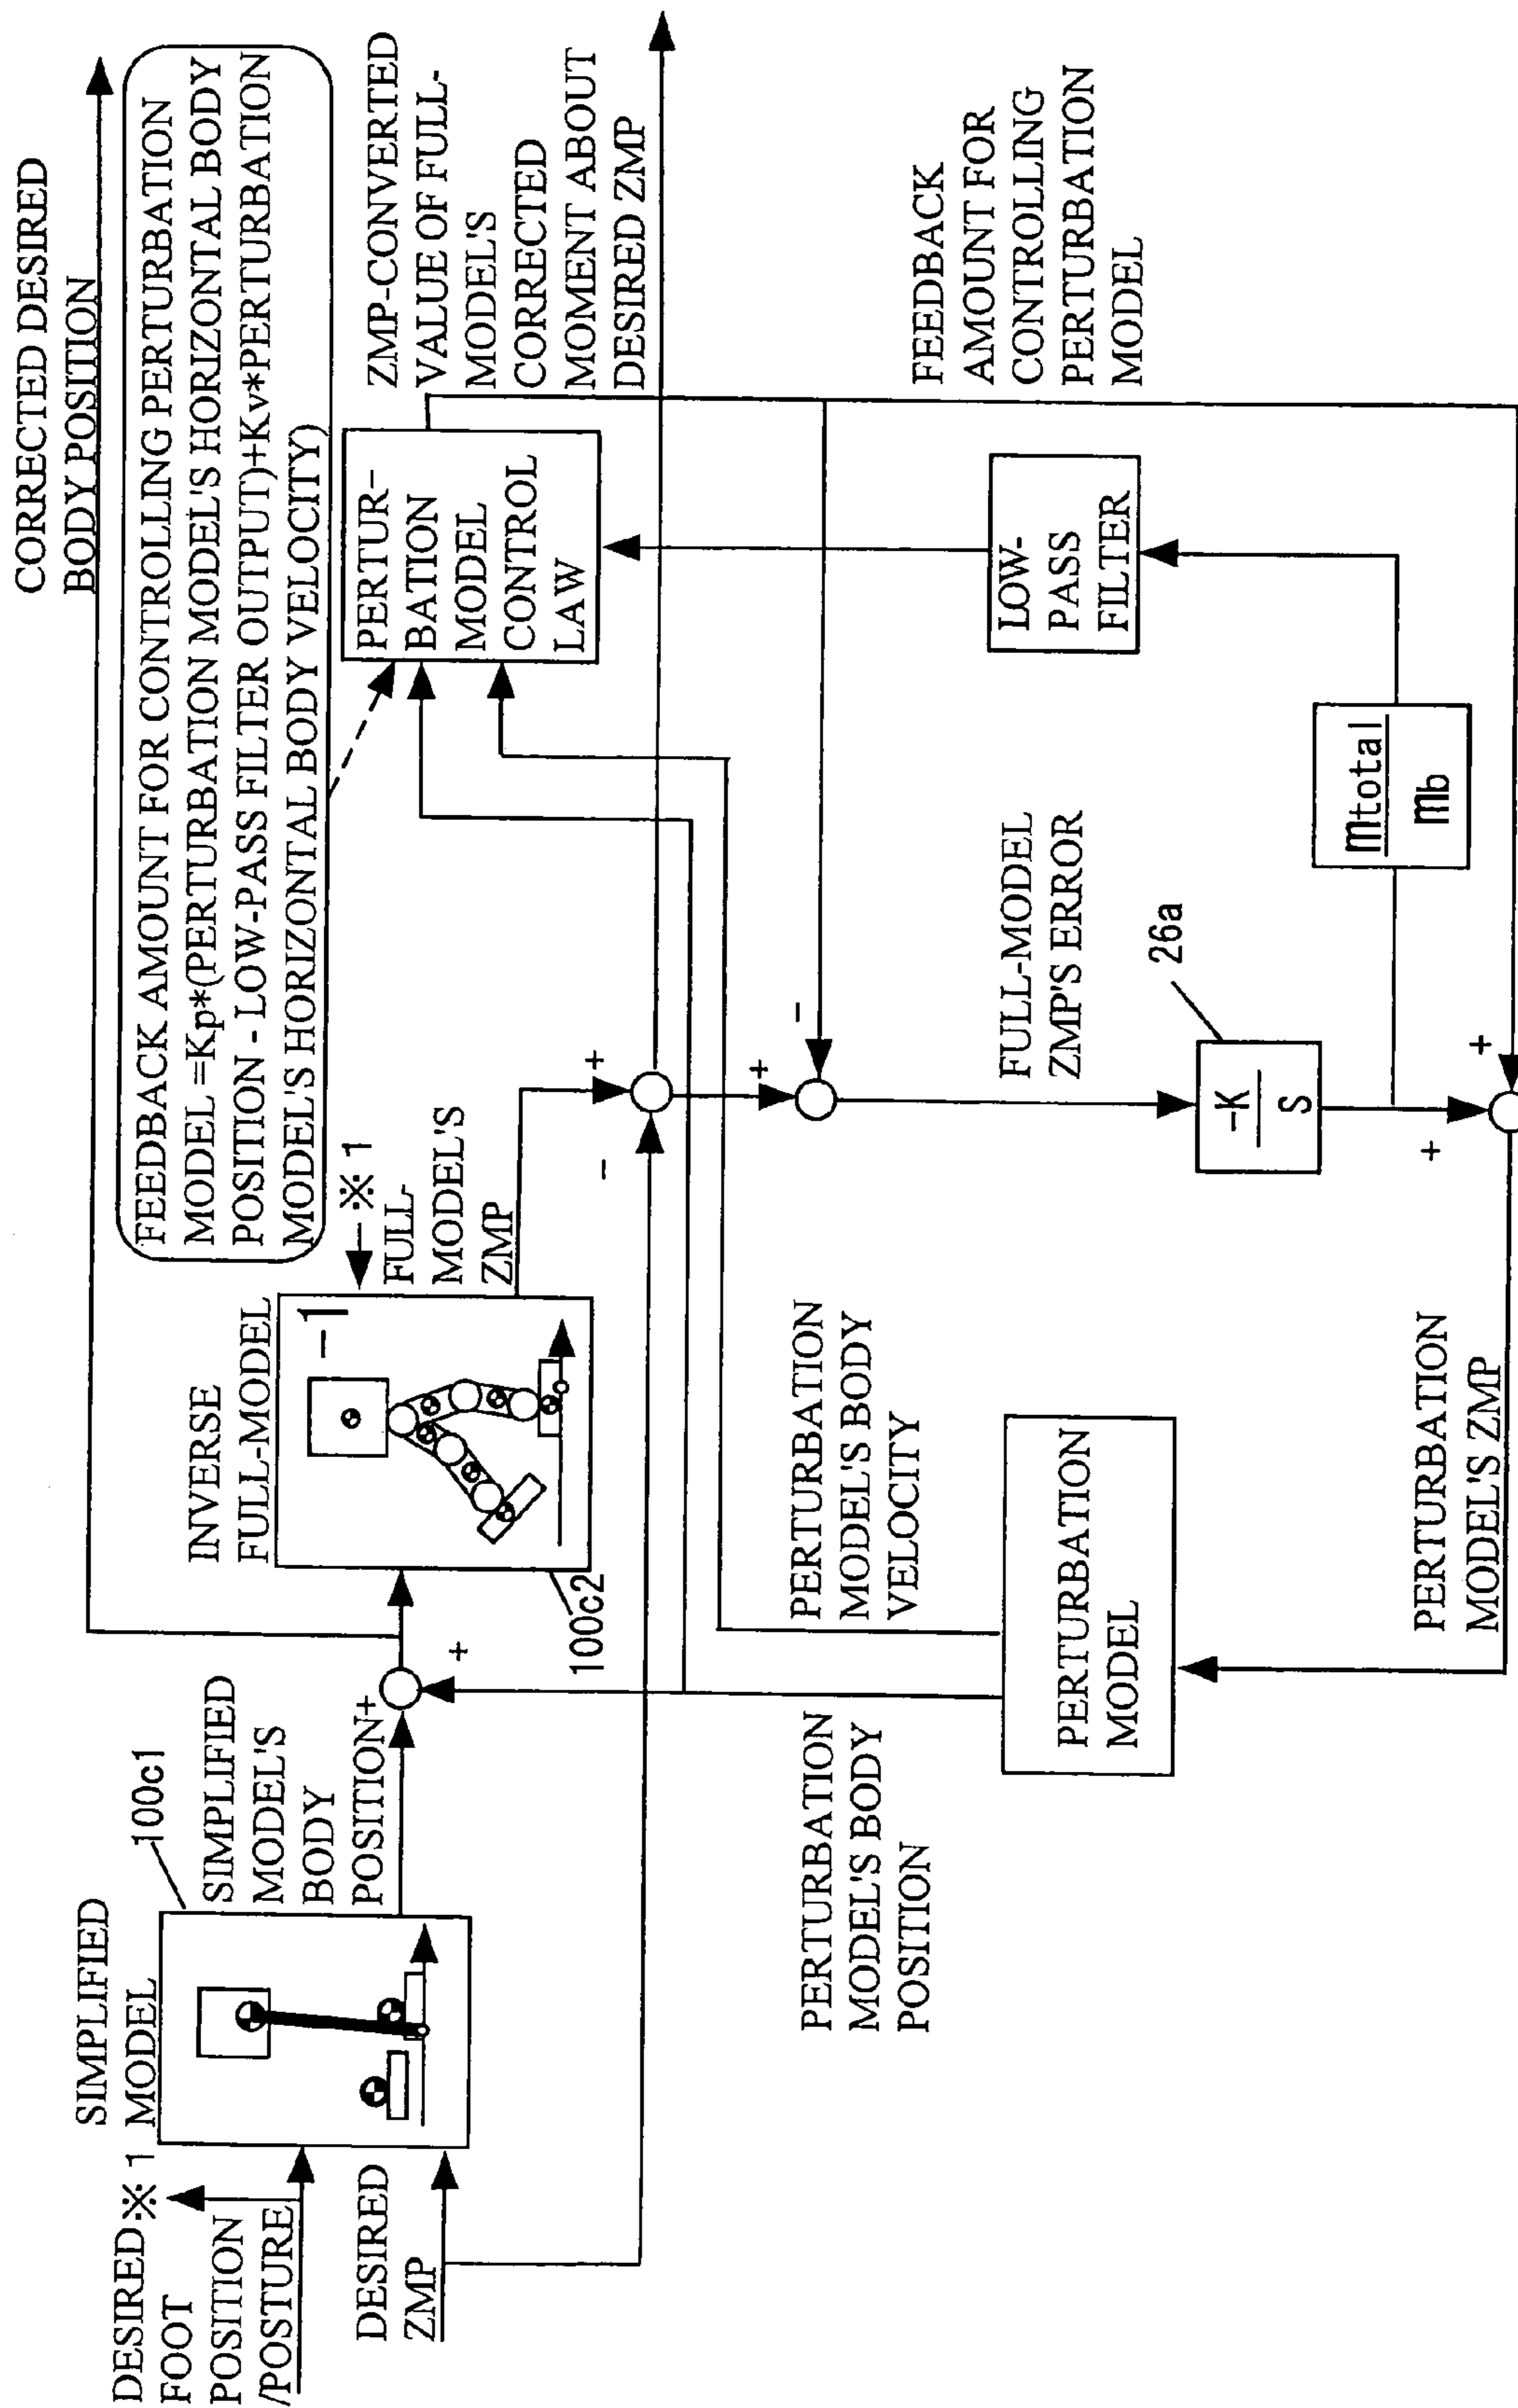 CORRECTED DESIRED
BODY POSITION
FEEDBACK AMOUNT FOR CONTROLLING PERTURBATION
MODEL =Kp*(PERTURBATION MODEL'S HORIZONTAL BODY
POSITION - LOW-PASS FILTER OUTPUT)+Kv*PERTURBATION
MODEL'S HORIZONTAL BODY VELOCITY)
SIMPLIFIED
MODEL
100c1
DESIRED ※ 1
FOOT
POSITION
/POSTURE
DESIRED
ZMP
SIMPLIFIED
MODEL'S
BODY
POSITION+
+
INVERSE
FULL-MODEL
-1
100c2
※ 1
FULL-
MODEL'S
ZMP
+
-
PERTUR-
BATION
MODEL
CONTROL
LAW
ZMP-CONVERTED
VALUE OF FULL-
MODEL'S
CORRECTED
MOMENT ABOUT
DESIRED ZMP
+
-
PERTURBATION
MODEL'S BODY
POSITION
PERTURBATION
MODEL'S BODY
VELOCITY
FEEDBACK
AMOUNT FOR
CONTROLLING
PERTURBATION
MODEL
FULL-MODEL
ZMP'S ERROR
LOW-
PASS
FILTER
PERTURBATION
MODEL
26a
-K
S
mtotal
mb
+
+
PERTURBATION
MODEL'S ZMP